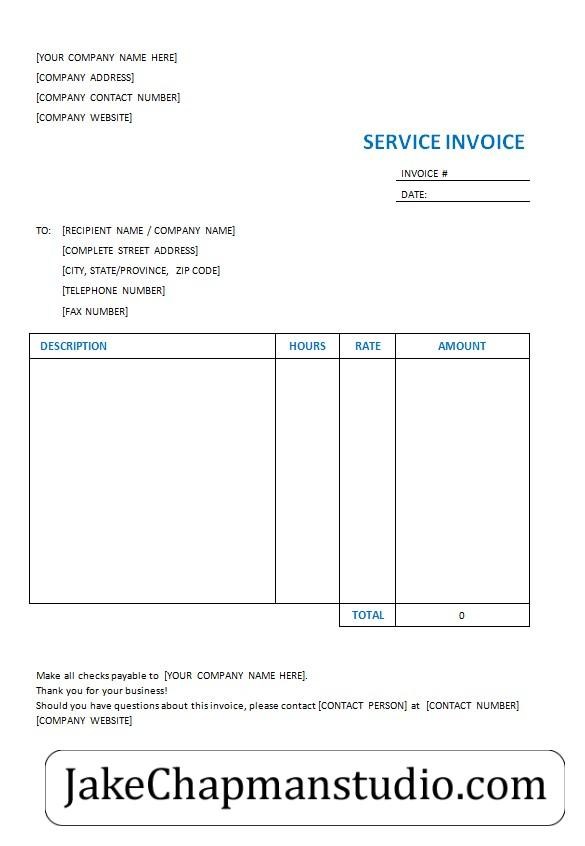 [YOUR COMPANY NAME HERE]
[COMPANY ADDRESS]
[COMPANY CONTACT NUMBER]
[COMPANY WEBSITE]
SERVICE INVOICE
INVOICE #
DATE:
TO: [RECIPIENT NAME / COMPANY NAME]
[COMPLETE STREET ADDRESS]
[CITY, STATE/PROVINCE, ZIP CODE]
[TELEPHONE NUMBER]
[FAX NUMBER]
DESCRIPTION HOURS RATE AMOUNT
TOTAL 0
Make all checks payable to [YOUR COMPANY NAME HERE].
Thank you for your business!
Should you have questions about this invoice, please contact [CONTACT PERSON] at [CONTACT NUMBER]
[COMPANY WEBSITE]
JakeChapmanstudio.com